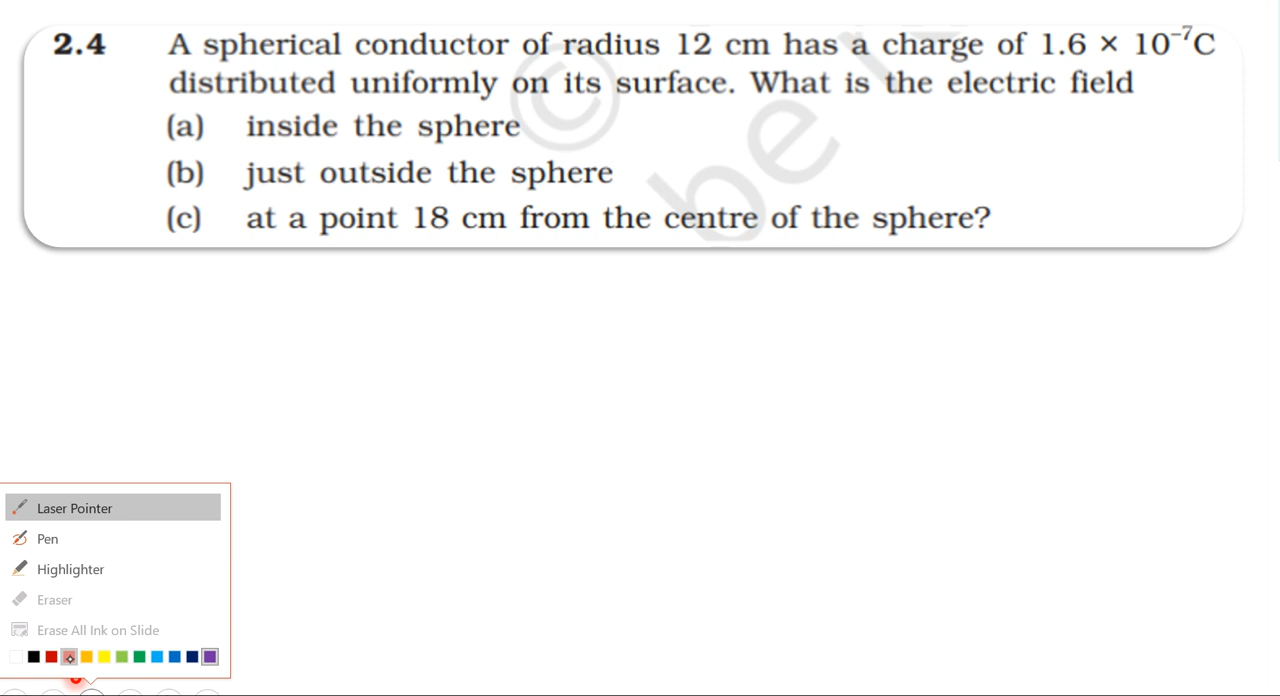 2.4 A spherical conductor of radius 12 cm has a charge of 1.6 × 10⁻⁷C
distributed uniformly on its surface. What is the electric field
(a) inside the sphere
(b) just outside the sphere
(c) at a point 18 cm from the centre of the sphere?
© be r
Laser Pointer
Pen
Highlighter
Eraser
Erase All Ink on Slide